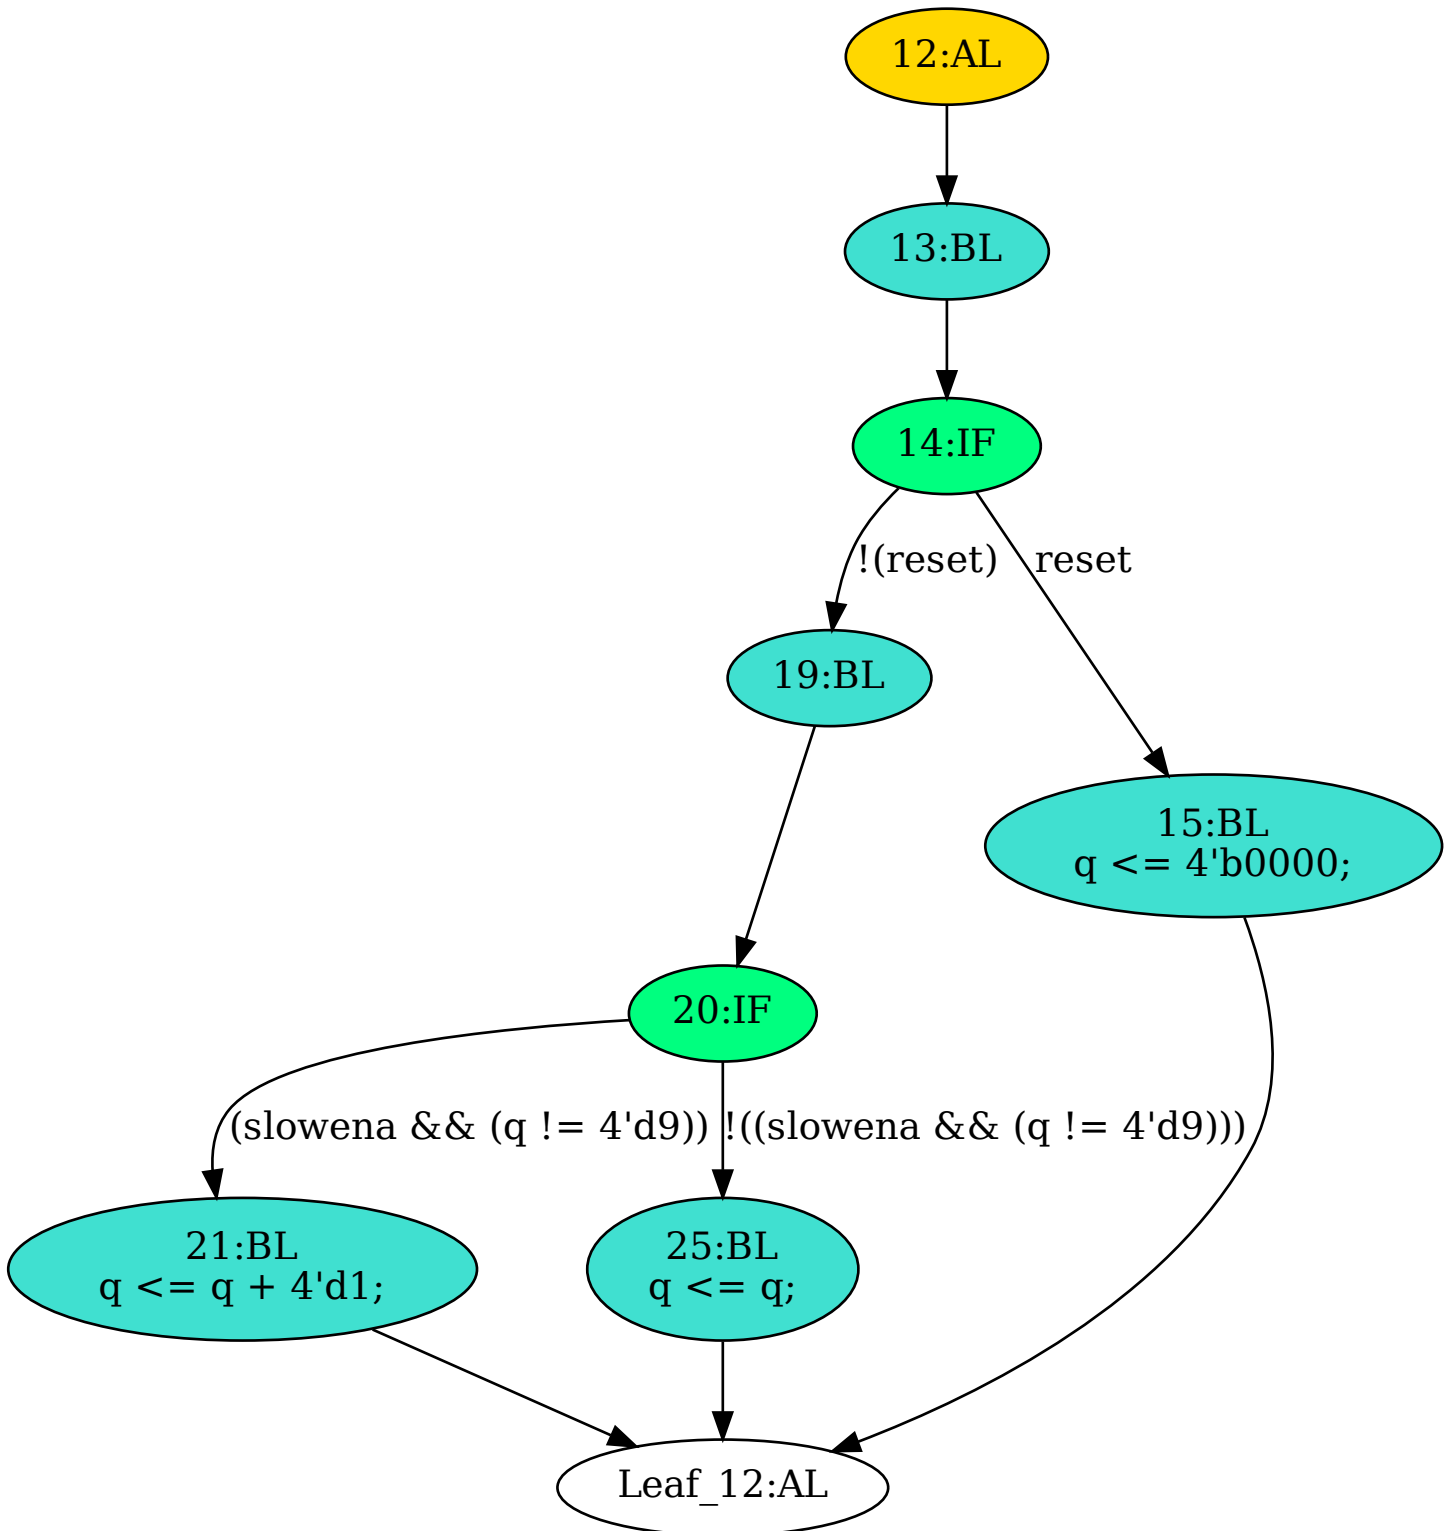 12:AL
13:BL
14:IF
!(reset)
reset
19:BL
15:BL
q <= 4'b0000;
20:IF
(slowena && (q != 4'd9))
!((slowena && (q != 4'd9)))
21:BL
q <= q + 4'd1;
25:BL
q <= q;
Leaf_12:AL